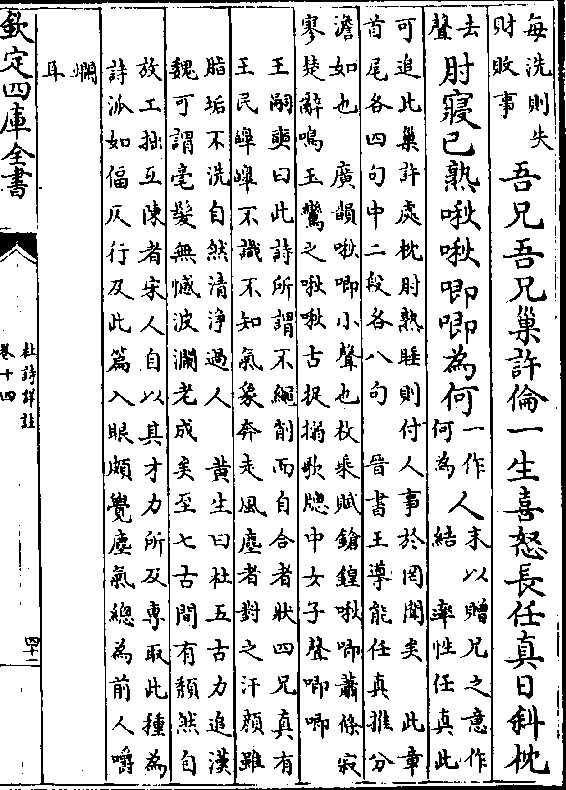 每洗則失
財敗事
吾兄吾兄巢許倫一生喜怒長任真日斜枕
去
聲
肘寢已熟啾啾唧唧為何
一作
何為
人
末以贈兄之意作
結 率性任真此
可追此巢許處枕肘熟睡則付人事於罔聞矣 此章
首尾各四句中二段各八句 晉書王導能任真推分
澹如也 廣韻啾唧小聲也枚乘賦鎗鍠啾唧蕭條寂
寥楚辭鳴玉鸞之啾啾古捉搦歌牕中女子聲唧唧
王嗣奭曰此詩所謂不繩削而自合者狀四兄真有
王民皥皥不識不知氣象奔走風塵者對之汗顏雖
脂垢不洗自然清淨過人 黃生曰杜五古力追漢
魏可謂毫髮無憾波瀾老成矣至七古間有頹然自
放工拙互陳者宋人自以其才力所及專取此種為
詩派如偪仄行及此篇入眼頗覺塵氣總為前人嚼
爛
耳
欽定四庫全書
杜詩詳註
卷十四
四十二